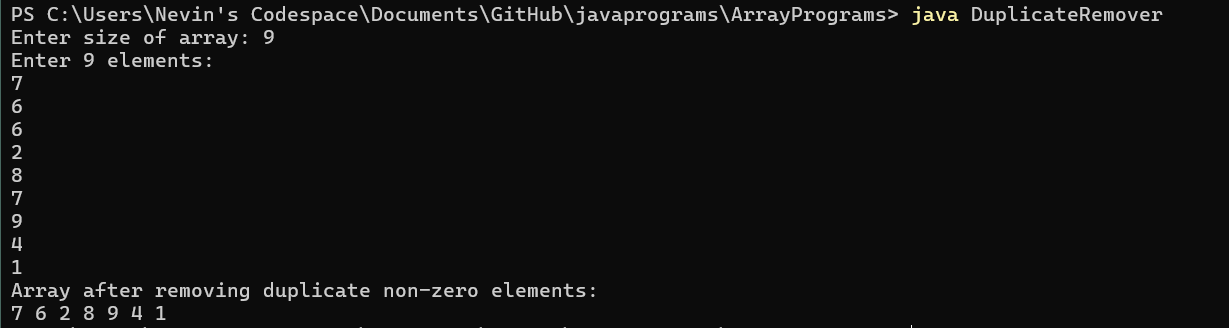 PS C:\Users\Nevin's Codespace\Documents\GitHub\javaprograms\ArrayPrograms> java DuplicateRemover
Enter size of array: 9
Enter 9 elements:
7
6
6
2
8
7
9
4
1
Array after removing duplicate non-zero elements:
7 6 2 8 9 4 1